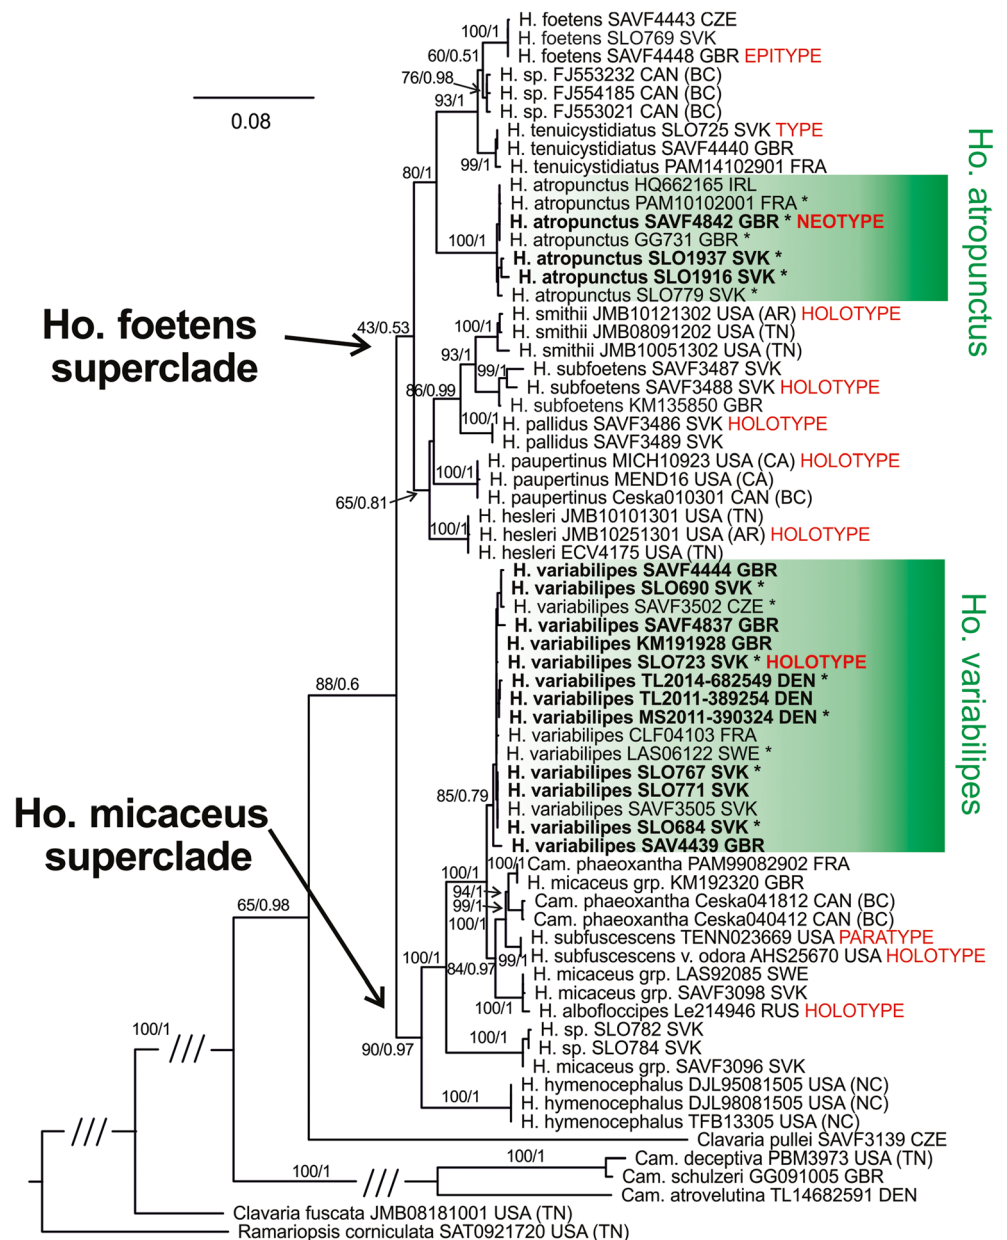 H. foetens SAVF4443 CZE
100/1
H. foetens SLO769 SVK
60/0.51
H. foetens SAVF4448 GBR EPITYPE
76/0.98
H. sp. FJ553232 CAN (BC)
H. sp. FJ554185 CAN (BC)
93/1
H. sp. FJ553021 CAN (BC)
0.08
H. tenuicystidiatus SLO725 SVK TYPE
H. tenuicystidiatus SAVF4440 GBR
99/1
H. tenuicystidiatus PAM14102901 FRA
80/1
H. atropunctus HQ662165 IRL
H. atropunctus PAM10102001 FRA *
H. atropunctus SAVF4842 GBR * NEOTYPE
100/1
H. atropunctus GG731 GBR *
H. atropunctus SLO1937 SVK *
H. atropunctus SLO1916 SVK *
H. atropunctus SLO779 SVK *
Ho. atropunctus
Ho. foetens
superclade
43/0.53
H. smithii JMB10121302 USA (AR) HOLOTYPE
100/1
H. smithii JMB08091202 USA (TN)
H. smithii JMB10051302 USA (TN)
93/1
99/1
H. subfoetens SAVF3487 SVK
H. subfoetens SAVF3488 SVK HOLOTYPE
86/0.99
H. subfoetens KM135850 GBR
100/1
H. pallidus SAVF3486 SVK HOLOTYPE
H. pallidus SAVF3489 SVK
H. paupertinus MICH10923 USA (CA) HOLOTYPE
100/1
H. paupertinus MEND16 USA (CA)
H. paupertinus Ceska010301 CAN (BC)
65/0.81
H. hesleri JMB10101301 USA (TN)
100/1
H. hesleri JMB10251301 USA (AR) HOLOTYPE
H. hesleri ECV4175 USA (TN)
H. variabilipes SAVF4444 GBR
H. variabilipes SLO690 SVK *
H. variabilipes SAVF3502 CZE *
H. variabilipes SAVF4837 GBR
H. variabilipes KM191928 GBR
H. variabilipes SLO723 SVK * HOLOTYPE
88/0.6
H. variabilipes TL2014-682549 DEN *
H. variabilipes TL2011-389254 DEN
H. variabilipes MS2011-390324 DEN *
H. variabilipes CLF04103 FRA
H. variabilipes LAS06122 SWE *
H. variabilipes SLO767 SVK *
H. variabilipes SLO771 SVK
85/0.79
H. variabilipes SAVF3505 SVK
H. variabilipes SLO684 SVK *
H. variabilipes SAV4439 GBR
Ho. variabilipes
Ho. micaceus
superclade
100/1
Cam. phaeoxantha PAM99082902 FRA
100/1
H. micaceus grp. KM192320 GBR
94/1
Cam. phaeoxantha Ceska041812 CAN (BC)
99/1
Cam. phaeoxantha Ceska040412 CAN (BC)
65/0.98
100/1
H. subfuscescens TENN023669 USA PARATYPE
99/1
H. subfuscescens v. odora AHS25670 USA HOLOTYPE
100/1
84/0.97
H. micaceus grp. LAS92085 SWE
H. micaceus grp. SAVF3098 SVK
100/1
H. albofloccipes Le214946 RUS HOLOTYPE
100/1
H. sp. SLO782 SVK
100/1
H. sp. SLO784 SVK
90/0.97
H. micaceus grp. SAVF3096 SVK
H. hymenocephalus DJL95081505 USA (NC)
100/1
H. hymenocephalus DJL98081505 USA (NC)
H. hymenocephalus TFB13305 USA (NC)
Clavaria pullei SAVF3139 CZE
100/1
Cam. deceptiva PBM3973 USA (TN)
100/1
Cam. schulzeri GG091005 GBR
Cam. atrovelutina TL14682591 DEN
Clavaria fuscata JMB08181001 USA (TN)
Ramariopsis corniculata SAT0921720 USA (TN)